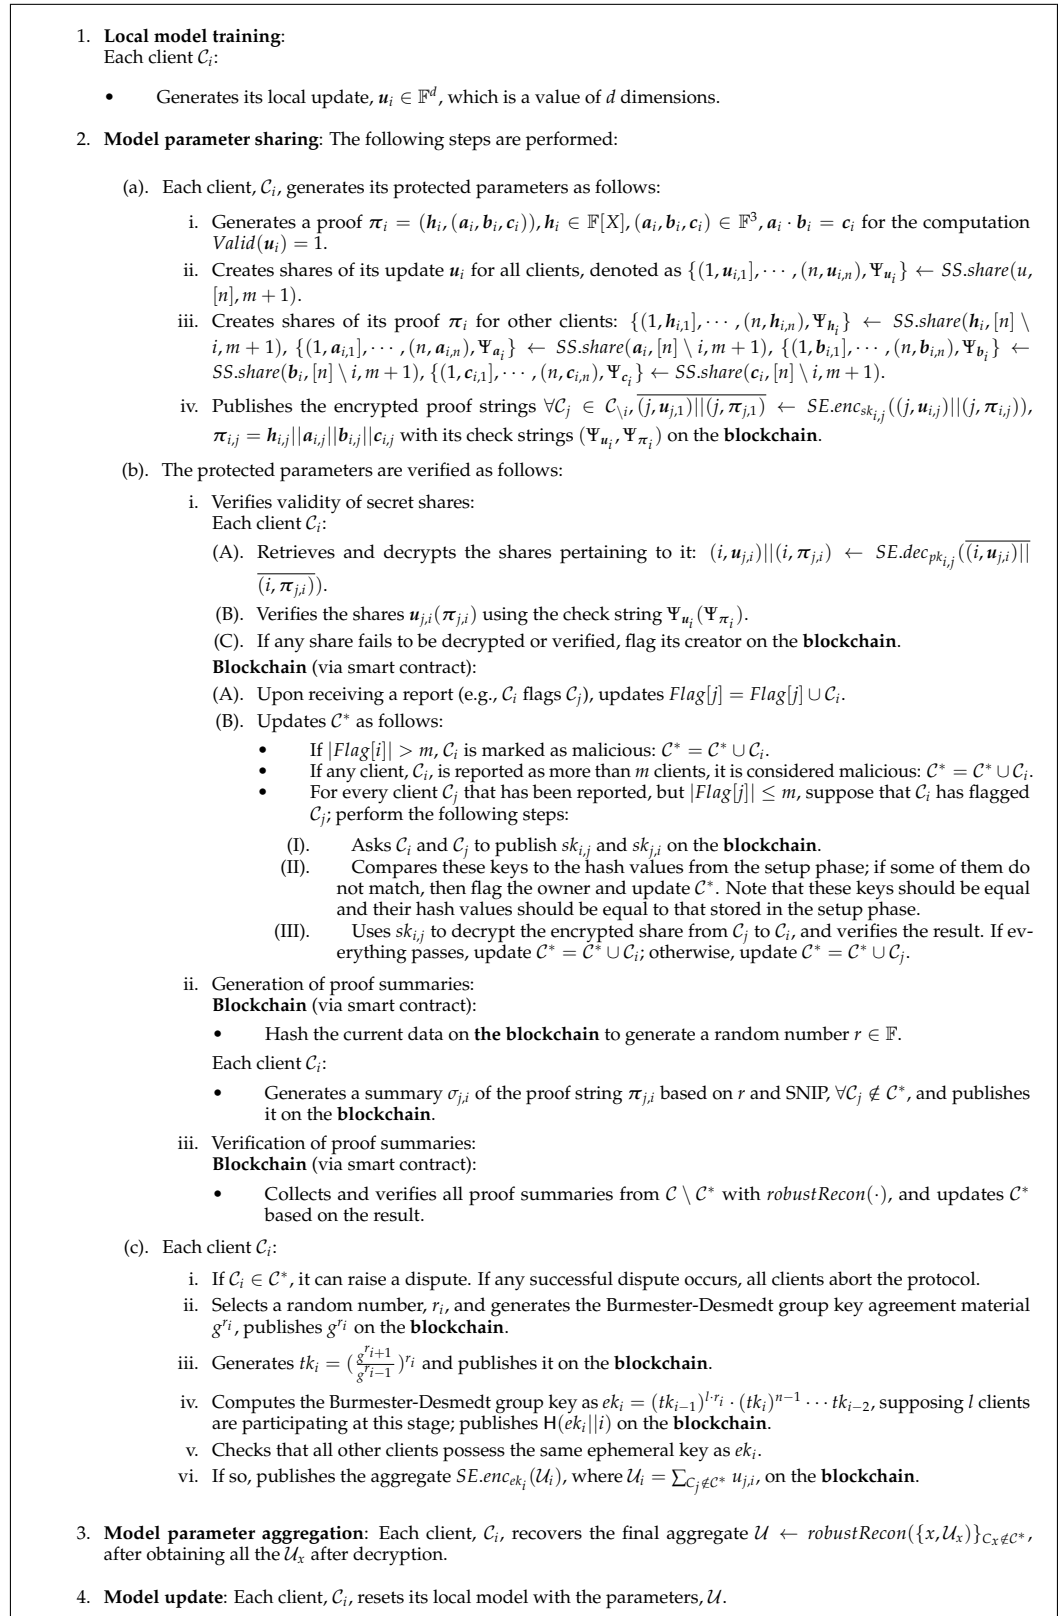 1. Local model training:
Each client 𝒞ᵢ:
• Generates its local update, 𝒖ᵢ ∈ 𝔽ᵈ, which is a value of d dimensions.
2. Model parameter sharing: The following steps are performed:
(a). Each client, 𝒞ᵢ, generates its protected parameters as follows:
i. Generates a proof π_i = (h_i, (a_i, b_i, c_i)), h_i ∈ 𝔽[X], (a_i, b_i, c_i) ∈ 𝔽^3, a_i · b_i = c_i for the computation
Valid(u_i) = 1.
ii. Creates shares of its update u_i for all clients, denoted as {(1, u_{i,1}], · · · , (n, u_{i,n}), Ψ_{u_i}} ← SS.share(u,
[n], m + 1).
iii. Creates shares of its proof π_i for other clients: {(1, h_{i,1}], · · · , (n, h_{i,n}), Ψ_{h_i}} ← SS.share(h_i, [n] \
i, m + 1), {(1, a_{i,1}], · · · , (n, a_{i,n}), Ψ_{a_i}} ← SS.share(a_i, [n] \ i, m + 1), {(1, b_{i,1}], · · · , (n, b_{i,n}), Ψ_{b_i}} ←
SS.share(b_i, [n] \ i, m + 1), {(1, c_{i,1}], · · · , (n, c_{i,n}), Ψ_{c_i}} ← SS.share(c_i, [n] \ i, m + 1).
iv. Publishes the encrypted proof strings ∀C_j ∈ C_{\i}, \overline{(j, u_{j,1})||(j, π_{j,1})} ← SE.enc_{sk_{i,j}}((j, u_{i,j})||(j, π_{i,j})),
π_{i,j} = h_{i,j}||a_{i,j}||b_{i,j}||c_{i,j} with its check strings (Ψ_{u_i}, Ψ_{π_i}) on the blockchain.
(b). The protected parameters are verified as follows:
i. Verifies validity of secret shares:
Each client C_i:
(A). Retrieves and decrypts the shares pertaining to it: (i, u_{j,i})||(i, π_{j,i}) ← SE.dec_{pk_{i,j}}(\overline{(i, u_{j,i})||
\overline{(i, π_{j,i})}).
(B). Verifies the shares u_{j,i}(π_{j,i}) using the check string Ψ_{u_i}(Ψ_{π_i}).
(C). If any share fails to be decrypted or verified, flag its creator on the blockchain.
Blockchain (via smart contract):
(A). Upon receiving a report (e.g., C_i flags C_j), updates Flag[j] = Flag[j] ∪ C_i.
(B). Updates C* as follows:
• If |Flag[i]| > m, C_i is marked as malicious: C* = C* ∪ C_i.
• If any client, C_i, is reported as more than m clients, it is considered malicious: C* = C* ∪ C_i.
• For every client C_j that has been reported, but |Flag[j]| ≤ m, suppose that C_i has flagged
C_j; perform the following steps:
(I). Asks C_i and C_j to publish sk_{i,j} and sk_{j,i} on the blockchain.
(II). Compares these keys to the hash values from the setup phase; if some of them do
not match, then flag the owner and update C*. Note that these keys should be equal
and their hash values should be equal to that stored in the setup phase.
(III). Uses sk_{i,j} to decrypt the encrypted share from C_j to C_i, and verifies the result. If ev-
erything passes, update C* = C* ∪ C_i; otherwise, update C* = C* ∪ C_j.
ii. Generation of proof summaries:
Blockchain (via smart contract):
• Hash the current data on the blockchain to generate a random number r ∈ 𝔽.
Each client C_i:
• Generates a summary σ_{j,i} of the proof string π_{j,i} based on r and SNIP, ∀C_j ∉ C*, and publishes
it on the blockchain.
iii. Verification of proof summaries:
Blockchain (via smart contract):
• Collects and verifies all proof summaries from C \ C* with robustRecon(·), and updates C*
based on the result.
(c). Each client C_i:
i. If C_i ∈ C*, it can raise a dispute. If any successful dispute occurs, all clients abort the protocol.
ii. Selects a random number, r_i, and generates the Burmester-Desmedt group key agreement material
g^{r_i}, publishes g^{r_i} on the blockchain.
iii. Generates tk_i = (\frac{g^{r_i+1}}{g^{r_i-1}})^{r_i} and publishes it on the blockchain.
iv. Computes the Burmester-Desmedt group key as ek_i = (tk_{i-1})^{l·r_i} · (tk_i)^{n-1} · · · tk_{i-2}, supposing l clients
are participating at this stage; publishes H(ek_i||i) on the blockchain.
v. Checks that all other clients possess the same ephemeral key as ek_i.
vi. If so, publishes the aggregate SE.enc_{ek_i}(U_i), where U_i = ∑_{C_j∉C*} u_{j,i}, on the blockchain.
3. Model parameter aggregation: Each client, C_i, recovers the final aggregate U ← robustRecon({x, U_x)}_{C_x∉C*},
after obtaining all the U_x after decryption.
4. Model update: Each client, C_i, resets its local model with the parameters, U.